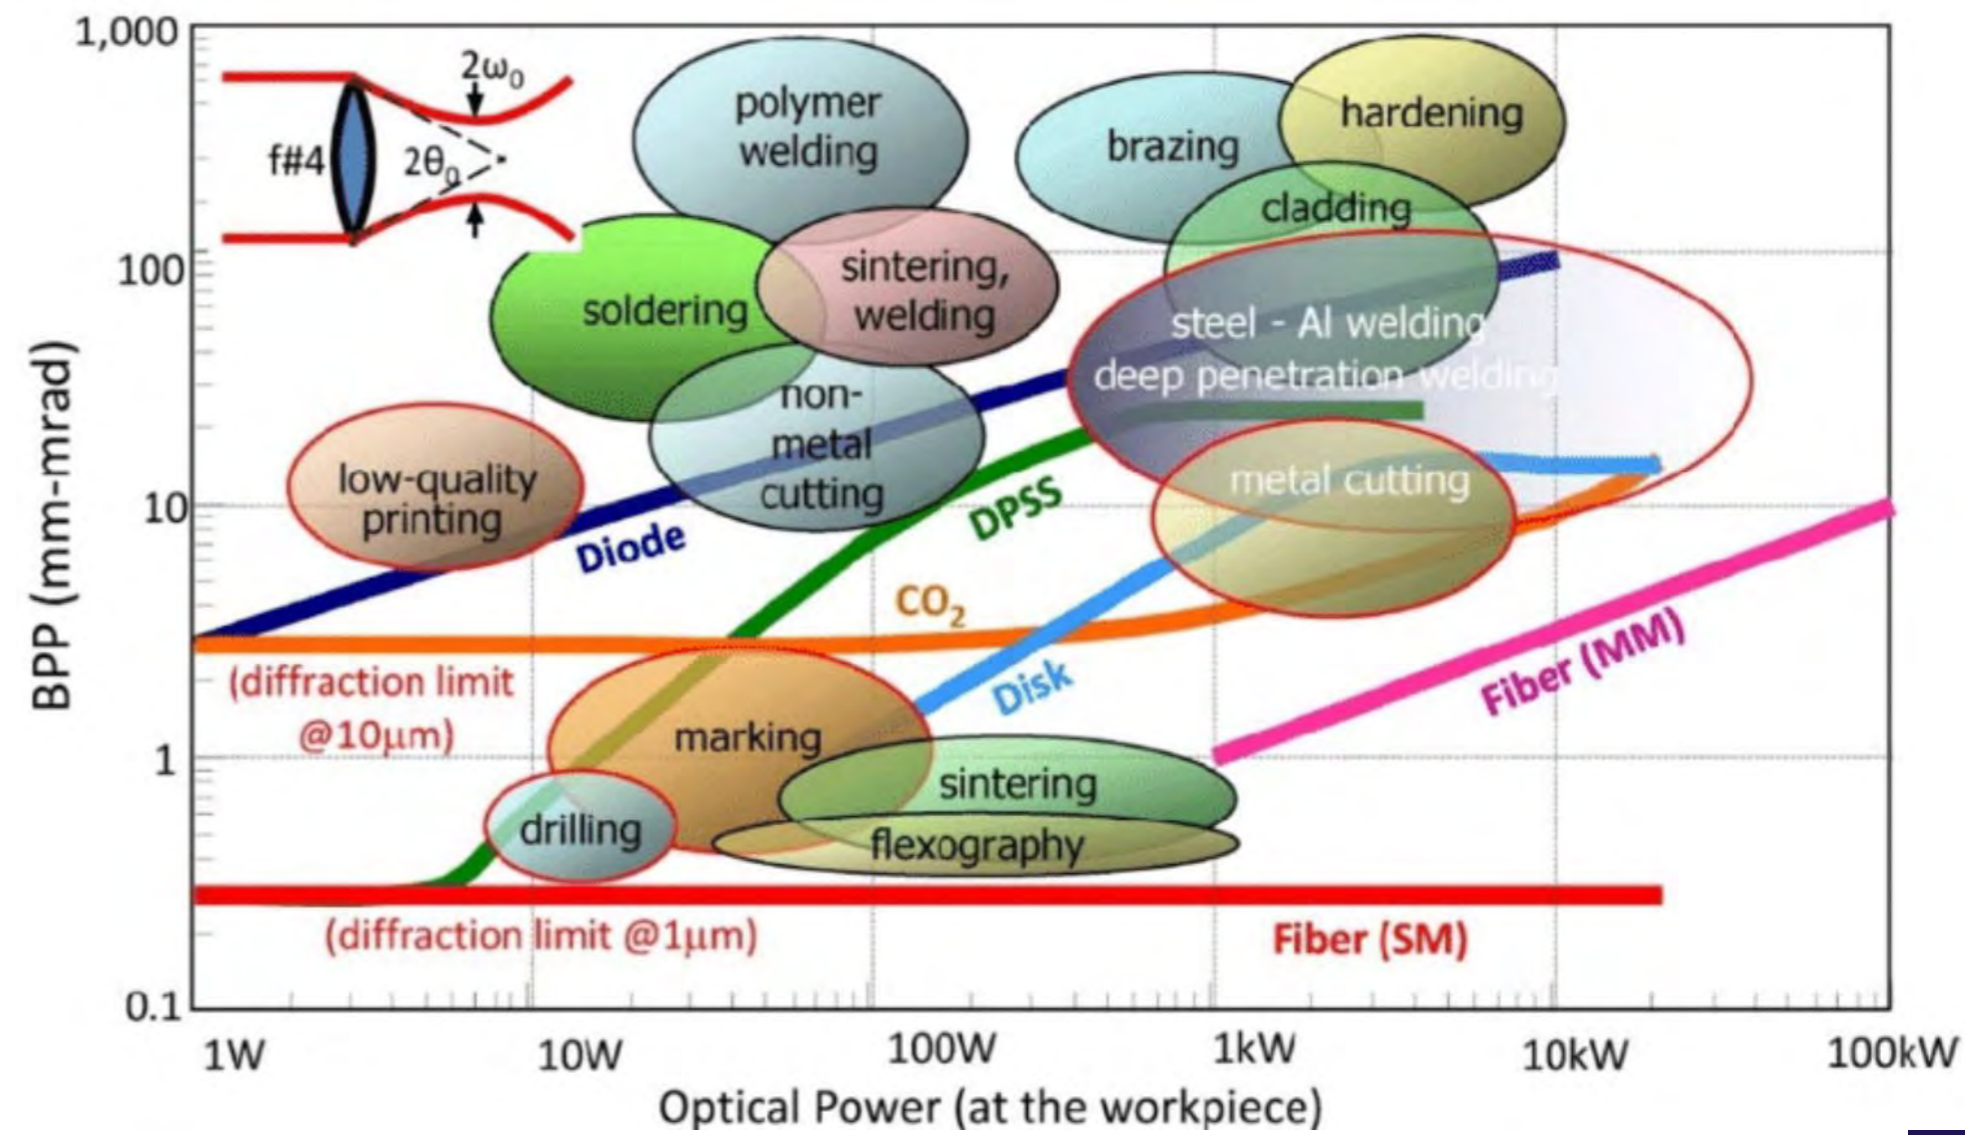 1,000
100
10
1
0.1
BPP (mm-mrad)
f#4
2ω₀
2θ₀
polymer
welding
brazing
hardening
cladding
soldering
sintering,
welding
steel - Al welding
deep penetration welding
non-
metal
cutting
low-quality
printing
metal cutting
Diode
DPSS
CO₂
Disk
Fiber (MM)
(diffraction limit
@10μm)
marking
sintering
drilling
flexography
(diffraction limit @1μm)
Fiber (SM)
1W
10W
100W
1kW
10kW
100kW
Optical Power (at the workpiece)